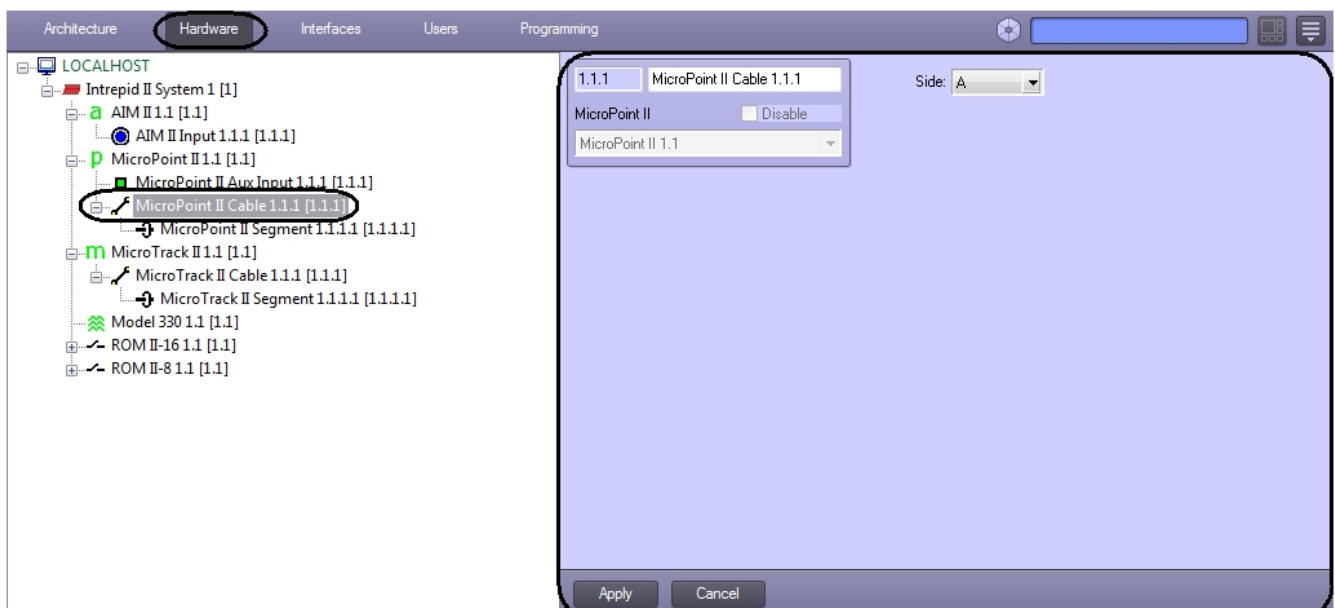 Architecture Hardware Interfaces Users Programming
LOCALHOST
Intrepid II System 1 [1]
a AIM II 1.1 [1.1]
AIM II Input 1.1.1 [1.1.1]
p MicroPoint II 1.1 [1.1]
MicroPoint II Aux Input 1.1.1 [1.1.1]
MicroPoint II Cable 1.1.1 [1.1.1]
MicroPoint II Segment 1.1.1.1 [1.1.1.1]
m MicroTrack II 1.1 [1.1]
MicroTrack II Cable 1.1.1 [1.1.1]
MicroTrack II Segment 1.1.1.1 [1.1.1.1]
Model 330 1.1 [1.1]
ROM II-16 1.1 [1.1]
ROM II-8 1.1 [1.1]
1.1.1 MicroPoint II Cable 1.1.1 Side: A
MicroPoint II Disable
MicroPoint II 1.1
Apply Cancel